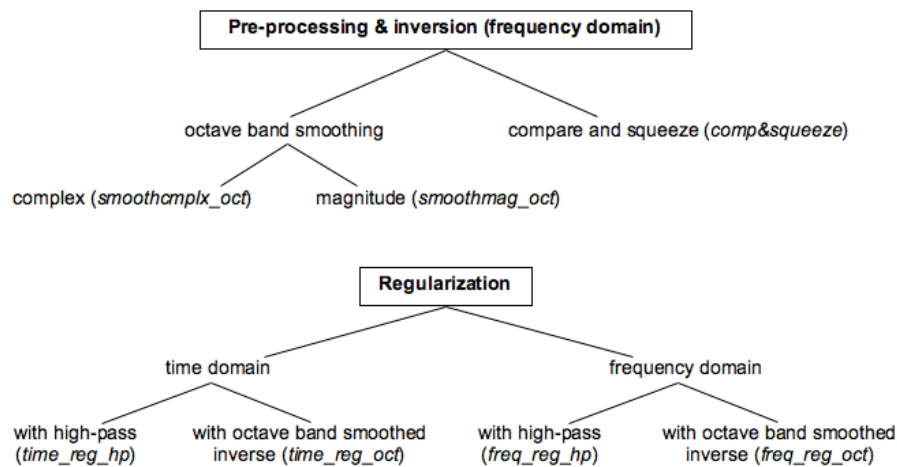 Pre-processing & inversion (frequency domain)
octave band smoothing
compare and squeeze (comp&squeeze)
complex (smoothcmplx_oct)
magnitude (smoothmag_oct)
Regularization
time domain
frequency domain
with high-pass
(time_reg_hp)
with octave band smoothed
inverse (time_reg_oct)
with high-pass
(freq_reg_hp)
with octave band smoothed
inverse (freq_reg_oct)